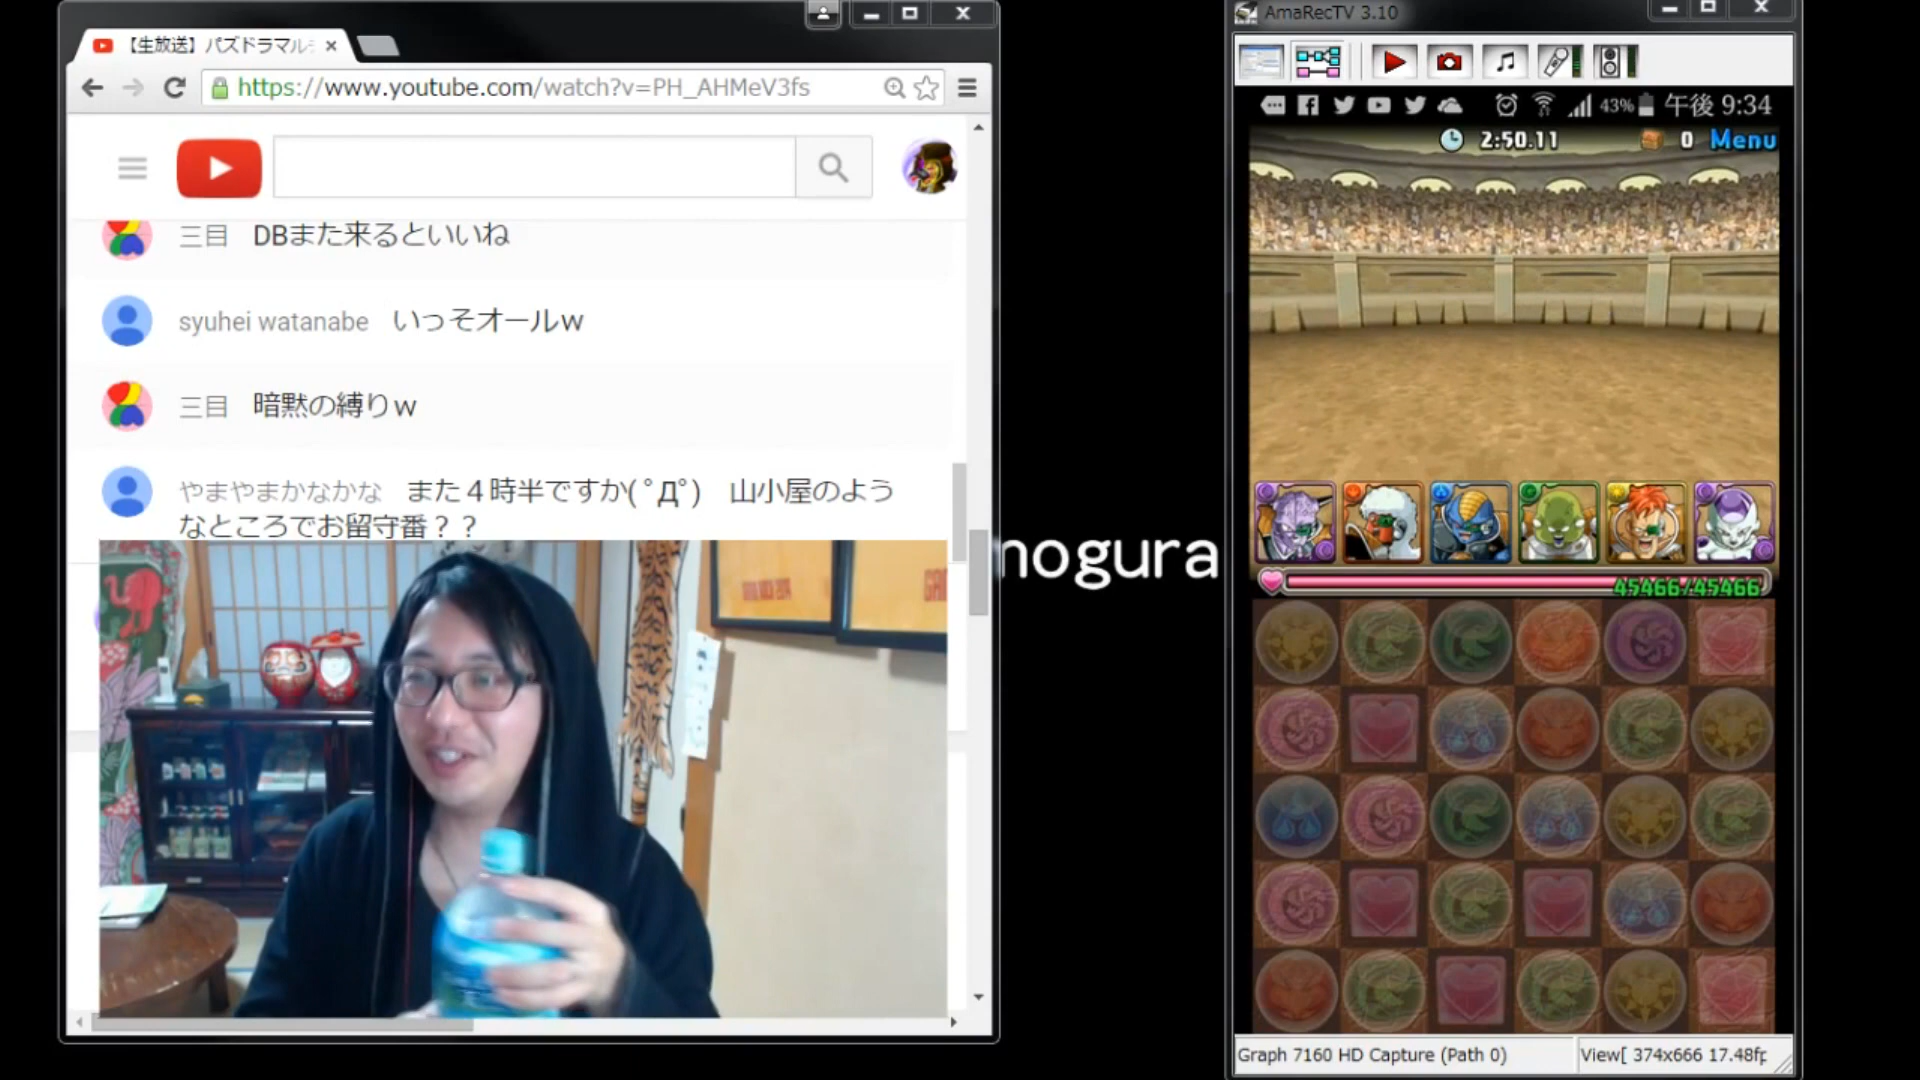 【生放送】パズドラマル
https://www.youtube.com/watch?v=PH_AHMeV3fs
三目 DBまた来るといいね
syuhei watanabe いっそオールw
三目 暗黙の縛りw
やまやまかなかな また４時半ですか( ﾟДﾟ) 山小屋のよう
なところでお留守番？？
nogura
AmaRecTV 3.10
43% 午後 9:34
2:50.11 0 Menu
45466/45466
Graph 7160 HD Capture (Path 0)
View[ 374x666 17.48fp